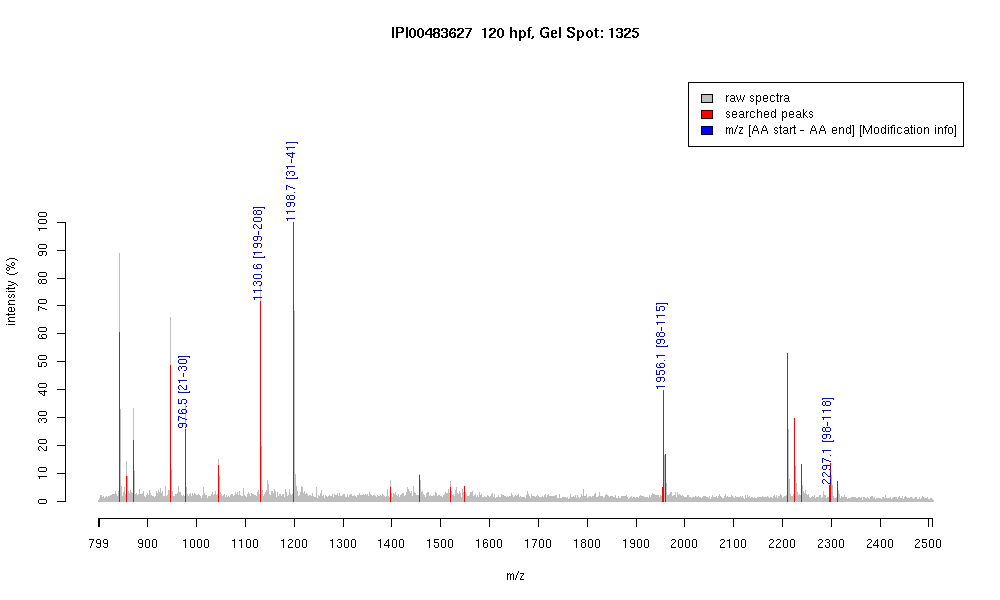 IPI00483627  120 hpf, Gel Spot: 1325
raw spectra
searched peaks
m/z [AA start - AA end] [Modification info]
976.5 [21-30]
1130.6 [199-208]
1198.7 [31-41]
1956.1 [98-115]
2297.1 [98-118]
intensity (%)
100
90
80
70
60
50
40
30
20
10
0
799 900 1000 1100 1200 1300 1400 1500 1600 1700 1800 1900 2000 2100 2200 2300 2400 2500
m/z